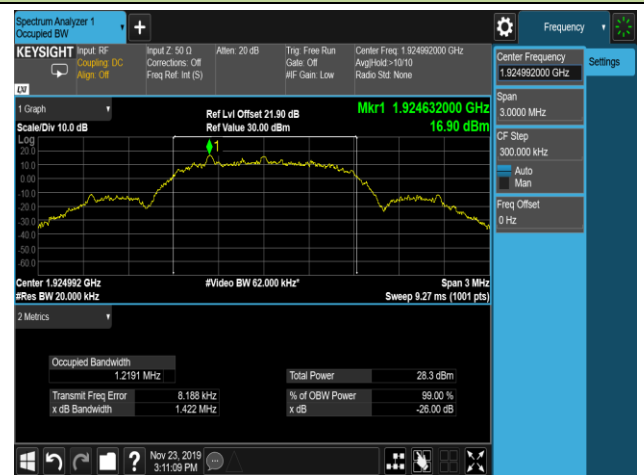 Spectrum Analyzer 1
Occupied BW
+
Frequency
KEYSIGHT
Input: RF
Coupling: DC
Align: Off
Input Z: 50 Ω
Corrections: Off
Freq Ref: Int (S)
Atten: 20 dB
Trig: Free Run
Gate: Off
#IF Gain: Low
Center Freq: 1.924992000 GHz
Avg|Hold:>10/10
Radio Std: None
LXI
Center Frequency
1.924992000 GHz
Settings
Span
3.0000 MHz
CF Step
300.000 kHz
Auto
Man
Freq Offset
0 Hz
1 Graph
Scale/Div 10.0 dB
Ref Lvl Offset 21.90 dB
Ref Value 30.00 dBm
Mkr1 1.924632000 GHz
16.90 dBm
Log
20.0
10.0
0.00
-10.0
-20.0
-30.0
-40.0
-50.0
-60.0
1
Center 1.924992 GHz
#Res BW 20.000 kHz
#Video BW 62.000 kHz*
Span 3 MHz
Sweep 9.27 ms (1001 pts)
2 Metrics
Occupied Bandwidth
1.2191 MHz
Total Power 28.3 dBm
Transmit Freq Error 8.188 kHz
% of OBW Power 99.00 %
x dB Bandwidth 1.422 MHz
x dB -26.00 dB
?
Nov 23, 2019
3:11:09 PM